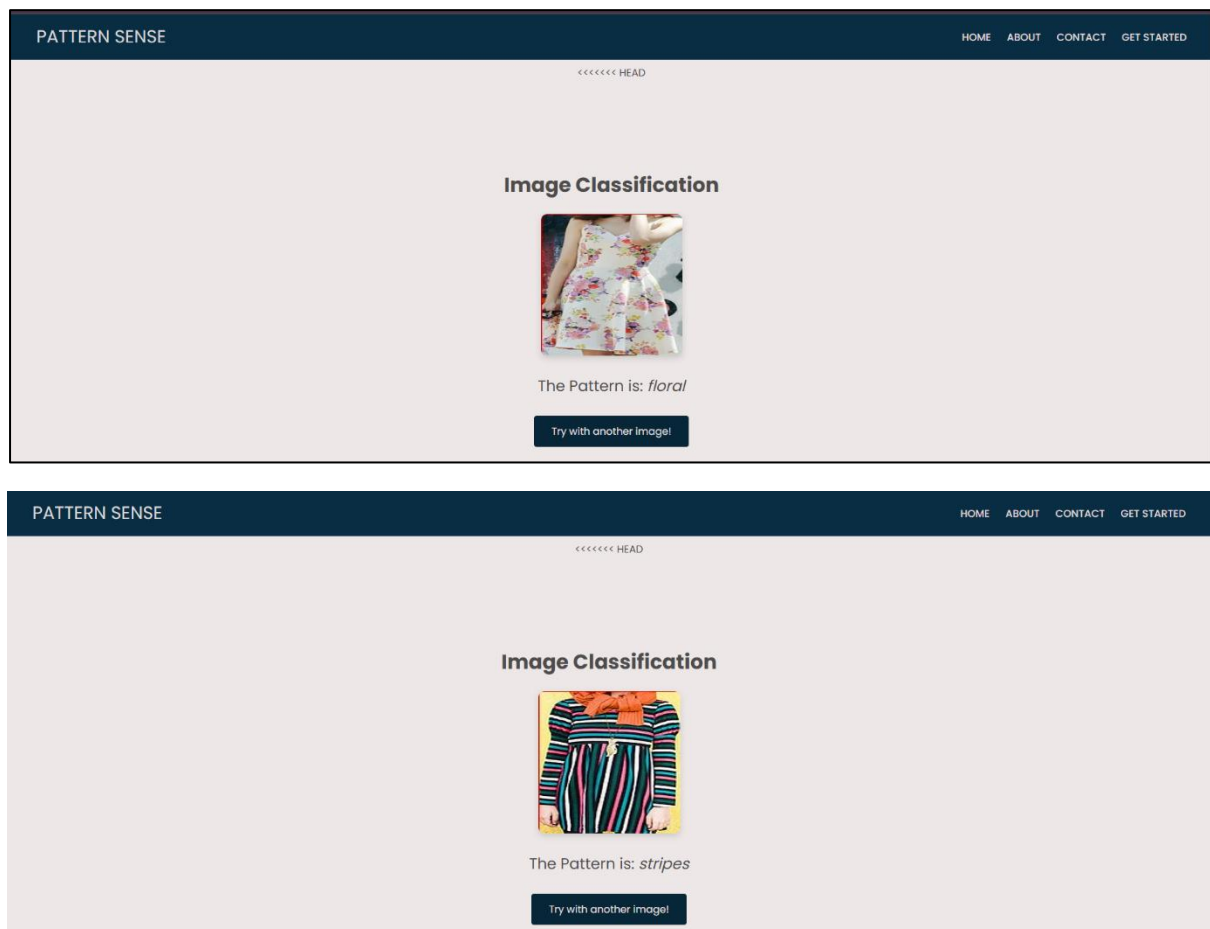 PATTERN SENSE HOME ABOUT CONTACT GET STARTED
<<<<<<< HEAD
Image Classification
The Pattern is: floral
Try with another image!
PATTERN SENSE HOME ABOUT CONTACT GET STARTED
<<<<<<< HEAD
Image Classification
The Pattern is: stripes
Try with another image!